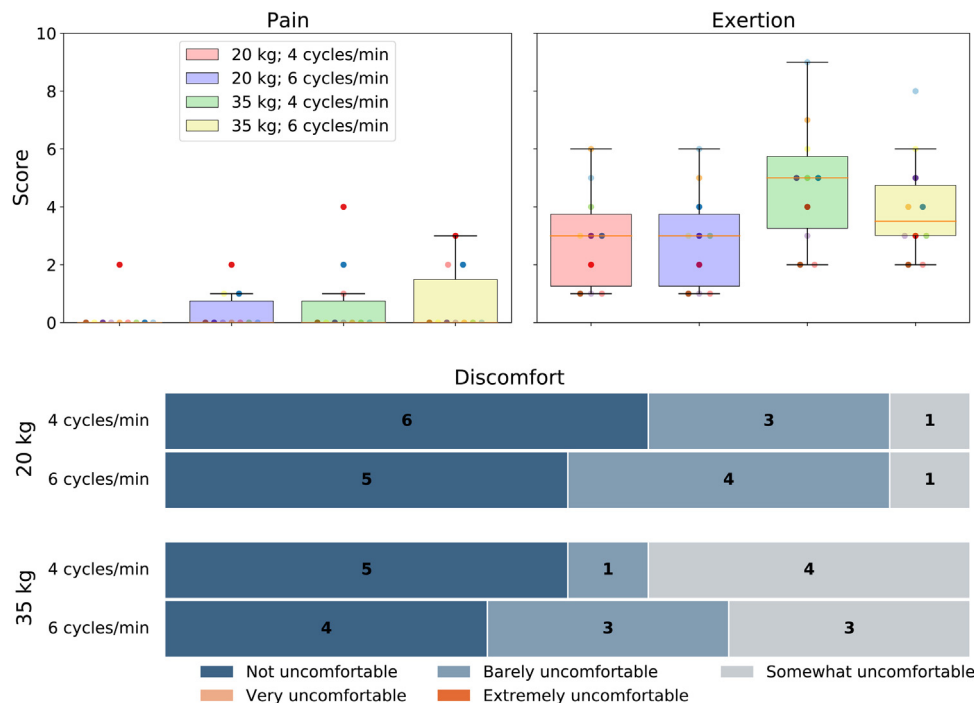 Pain
Exertion
10
8
6
4
2
0
Score
20 kg; 4 cycles/min
20 kg; 6 cycles/min
35 kg; 4 cycles/min
35 kg; 6 cycles/min
Discomfort
20 kg
4 cycles/min
6 3 1
6 cycles/min
5 4 1
35 kg
4 cycles/min
5 1 4
6 cycles/min
4 3 3
Not uncomfortable Barely uncomfortable Somewhat uncomfortable
Very uncomfortable Extremely uncomfortable